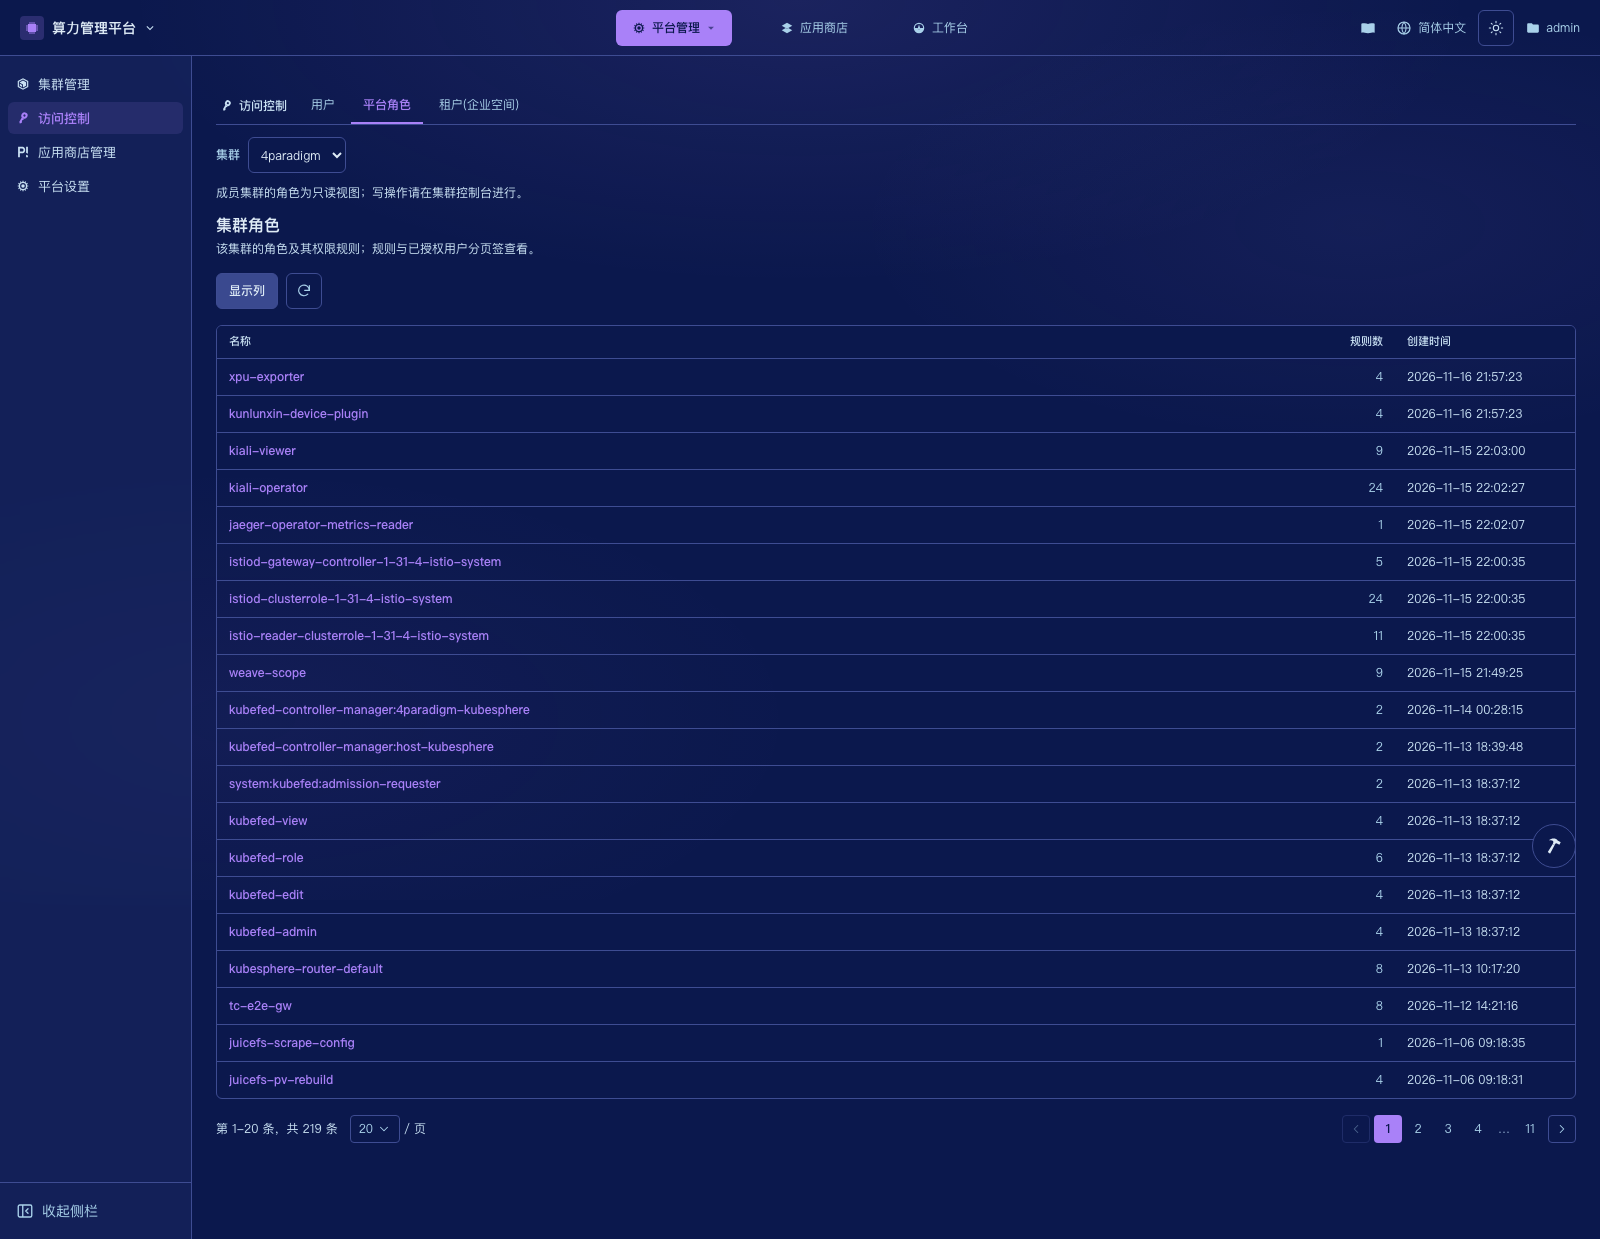 算力管理平台
平台管理
应用商店
工作台
简体中文
admin
集群管理
访问控制
应用商店管理
平台设置
访问控制 用户 平台角色 租户(企业空间)
集群 4paradigm
成员集群的角色为只读视图；写操作请在集群控制台进行。
集群角色
该集群的角色及其权限规则；规则与已授权用户分页签查看。
显示列
名称 规则数 创建时间
xpu-exporter 4 2026-11-16 21:57:23
kunlunxin-device-plugin 4 2026-11-16 21:57:23
kiali-viewer 9 2026-11-15 22:03:00
kiali-operator 24 2026-11-15 22:02:27
jaeger-operator-metrics-reader 1 2026-11-15 22:02:07
istiod-gateway-controller-1-31-4-istio-system 5 2026-11-15 22:00:35
istiod-clusterrole-1-31-4-istio-system 24 2026-11-15 22:00:35
istio-reader-clusterrole-1-31-4-istio-system 11 2026-11-15 22:00:35
weave-scope 9 2026-11-15 21:49:25
kubefed-controller-manager:4paradigm-kubesphere 2 2026-11-14 00:28:15
kubefed-controller-manager:host-kubesphere 2 2026-11-13 18:39:48
system:kubefed:admission-requester 2 2026-11-13 18:37:12
kubefed-view 4 2026-11-13 18:37:12
kubefed-role 6 2026-11-13 18:37:12
kubefed-edit 4 2026-11-13 18:37:12
kubefed-admin 4 2026-11-13 18:37:12
kubesphere-router-default 8 2026-11-13 10:17:20
tc-e2e-gw 8 2026-11-12 14:21:16
juicefs-scrape-config 1 2026-11-06 09:18:35
juicefs-pv-rebuild 4 2026-11-06 09:18:31
第 1-20 条，共 219 条 20 / 页 1 2 3 4 … 11
收起侧栏